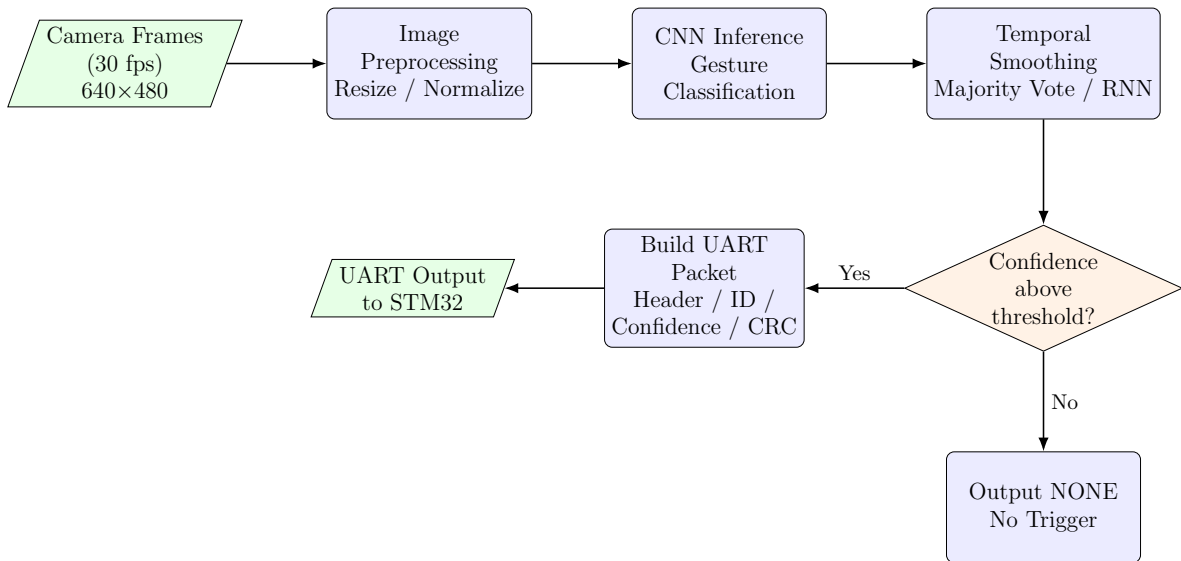 Camera Frames
(30 fps)
640×480
Image
Preprocessing
Resize / Normalize
CNN Inference
Gesture
Classification
Temporal
Smoothing
Majority Vote / RNN
Confidence
above
threshold?
Yes
Build UART
Packet
Header / ID /
Confidence / CRC
UART Output
to STM32
No
Output NONE
No Trigger